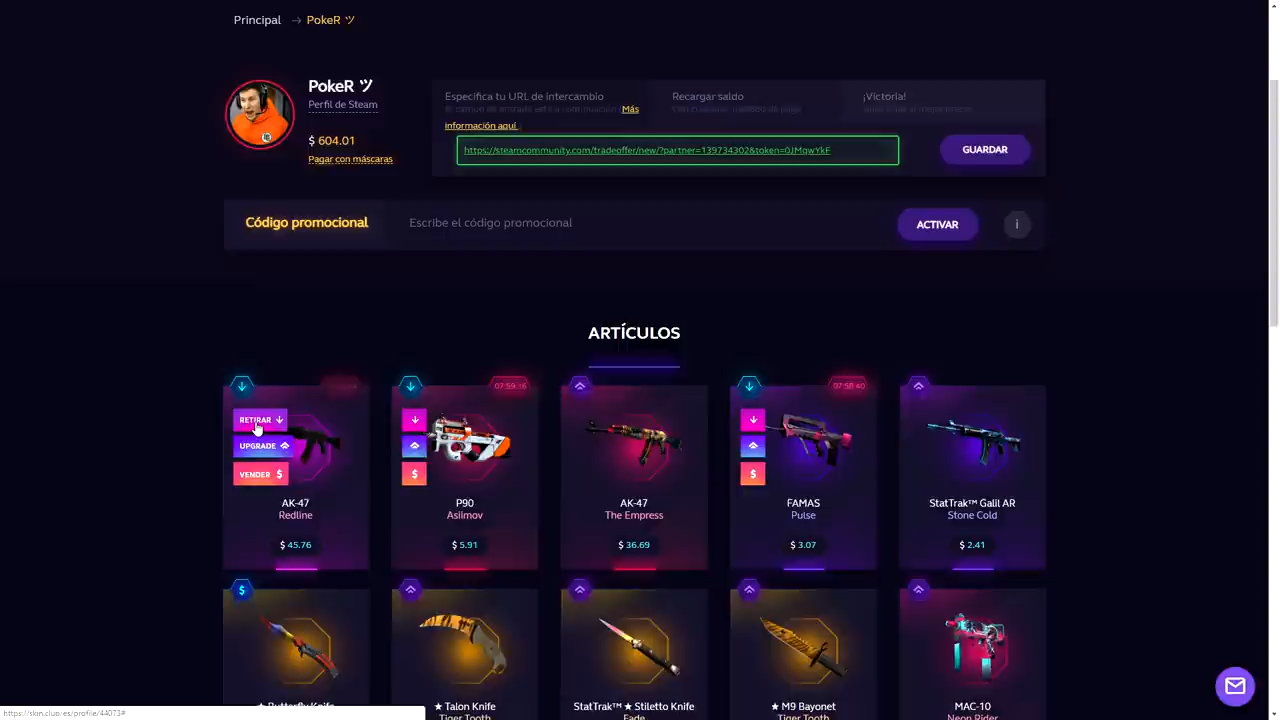 Principal → PokeR ツ
PokeR ツ
Perfil de Steam
$ 604.01
Pagar con máscaras
Especifica tu URL de intercambio
Más
información aquí.
https://steamcommunity.com/tradeoffer/new/?partner=139734302&token=0JMqwYkF
GUARDAR
Recargar saldo
¡Victoria!
Código promocional
Escribe el código promocional
ACTIVAR
i
ARTÍCULOS
RETIRAR
UPGRADE
VENDER $
AK-47
Redline
$ 45.76
07:59:16
$
P90
Asiimov
$ 5.91
AK-47
The Empress
$ 36.69
07:58:40
$
FAMAS
Pulse
$ 3.07
StatTrak™ Galil AR
Stone Cold
$ 2.41
$
★ Butterfly Knife
★ Talon Knife
Tiger Tooth
StatTrak™ ★ Stiletto Knife
Fade
Tiger Tooth
MAC-10
Neon Rider
https://skin.club/es/profile/44073#